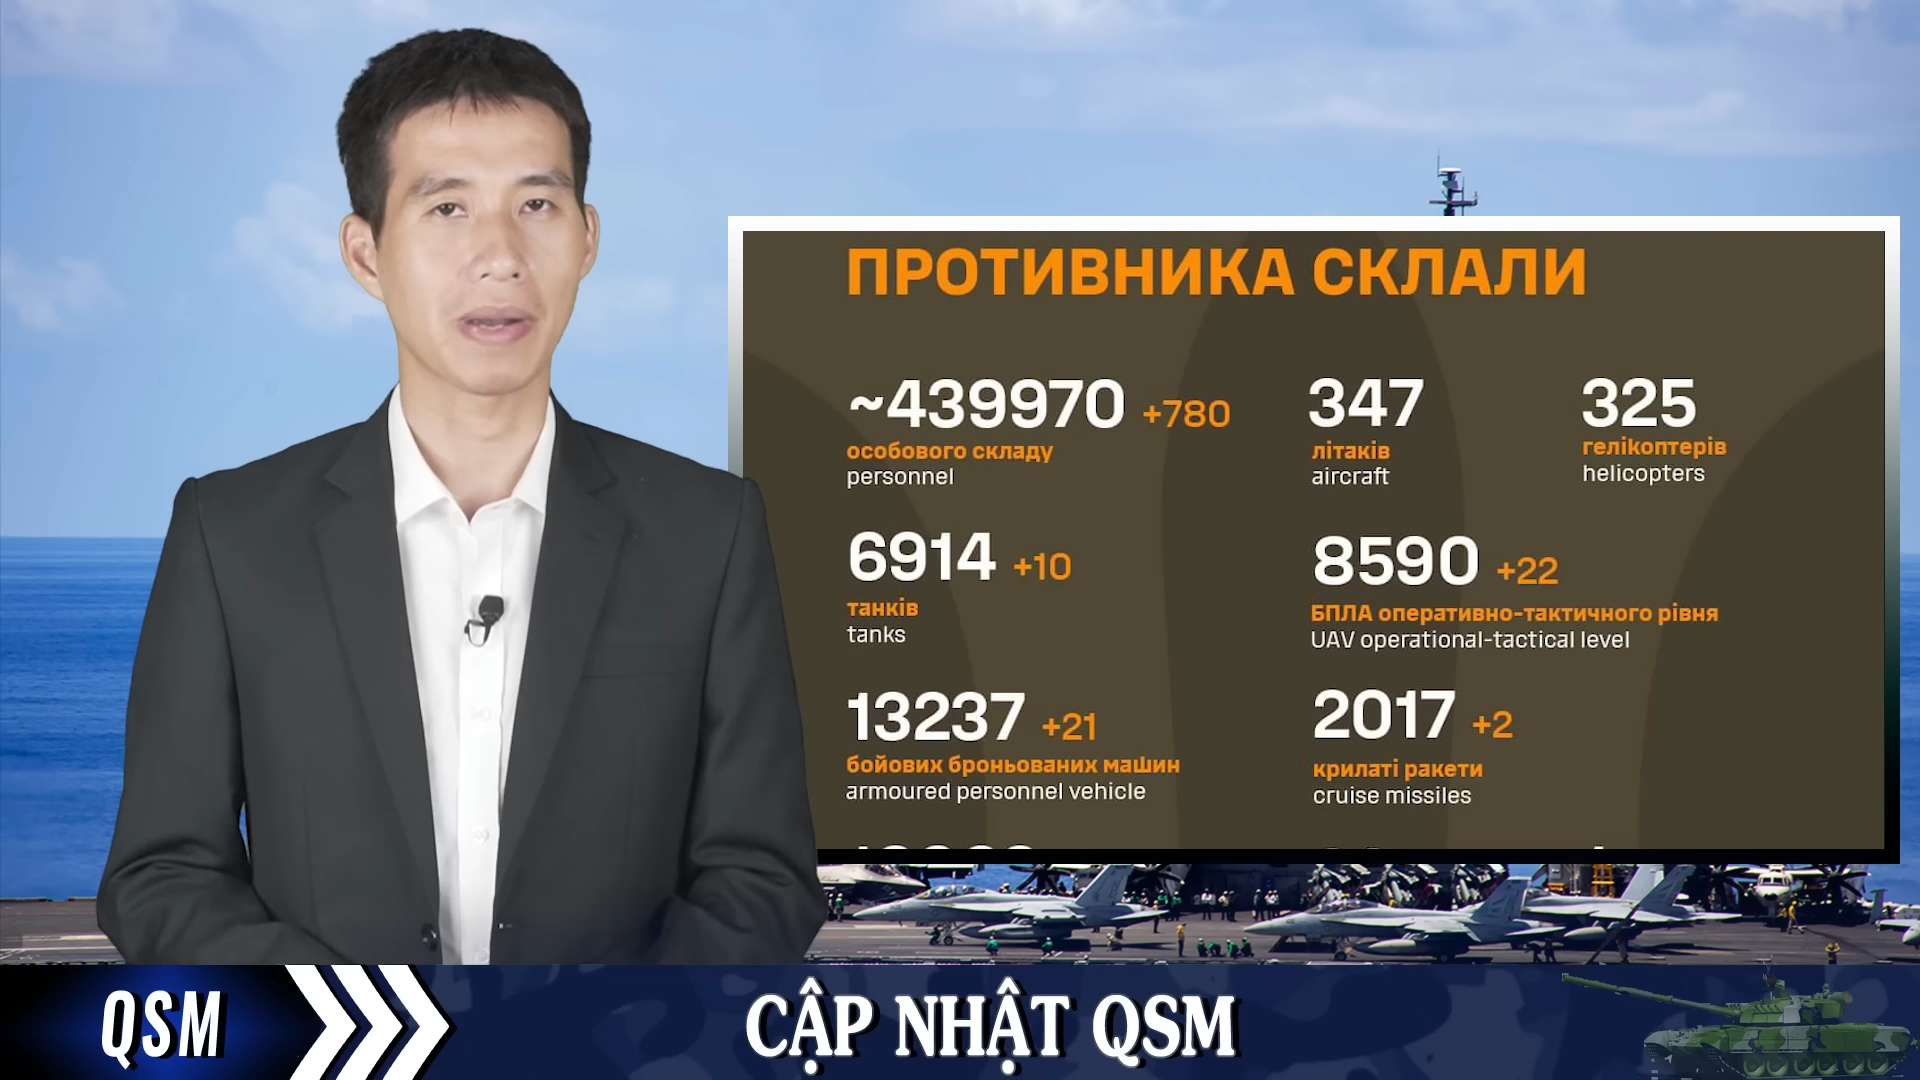 ПРОТИВНИКА СКЛАЛИ
~439970 +780
особового складу
personnel
347
літаків
aircraft
325
гелікоптерів
helicopters
6914 +10
танків
tanks
8590 +22
БПЛА оперативно-тактичного рівня
UAV operational-tactical level
13237 +21
бойових броньованих машин
armoured personnel vehicle
2017 +2
крилаті ракети
cruise missiles
QSM
CẬP NHẬT QSM